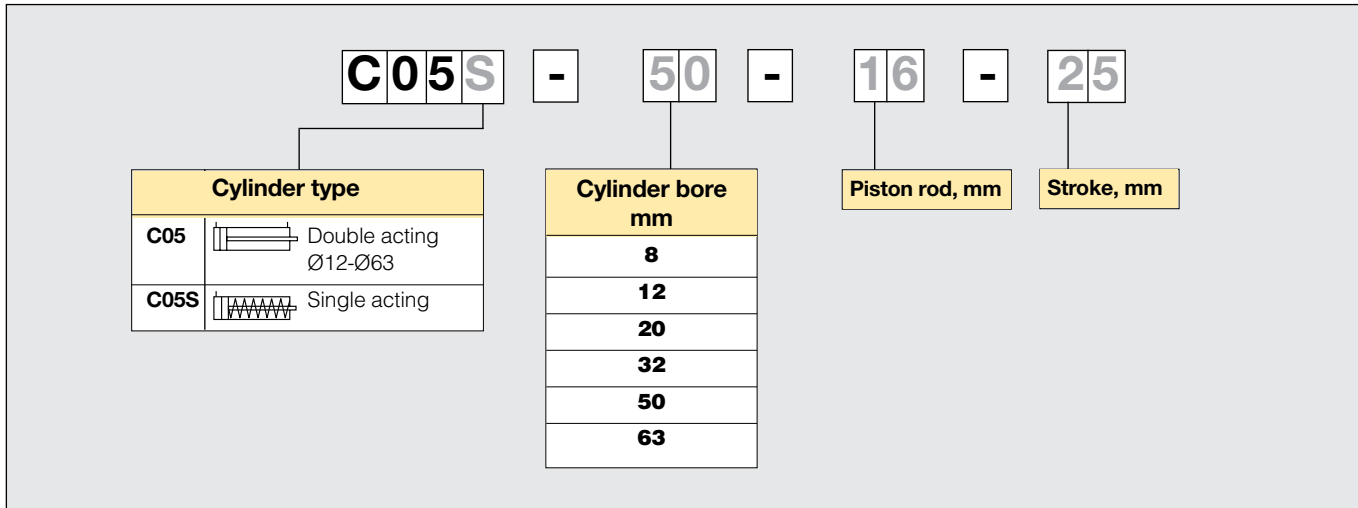 C05S - 50 - 16 - 25
Cylinder type
C05 Double acting
Ø12-Ø63
C05S Single acting
Cylinder bore
mm
8
12
20
32
50
63
Piston rod, mm
Stroke, mm